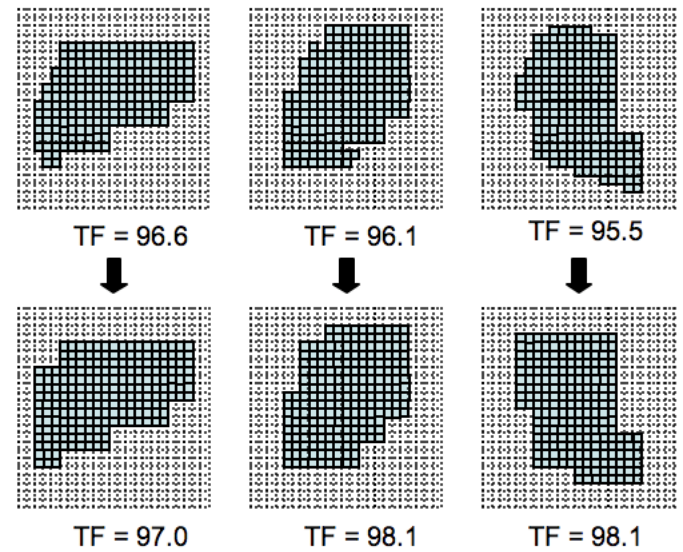 TF = 96.6 TF = 96.1 TF = 95.5
TF = 97.0 TF = 98.1 TF = 98.1